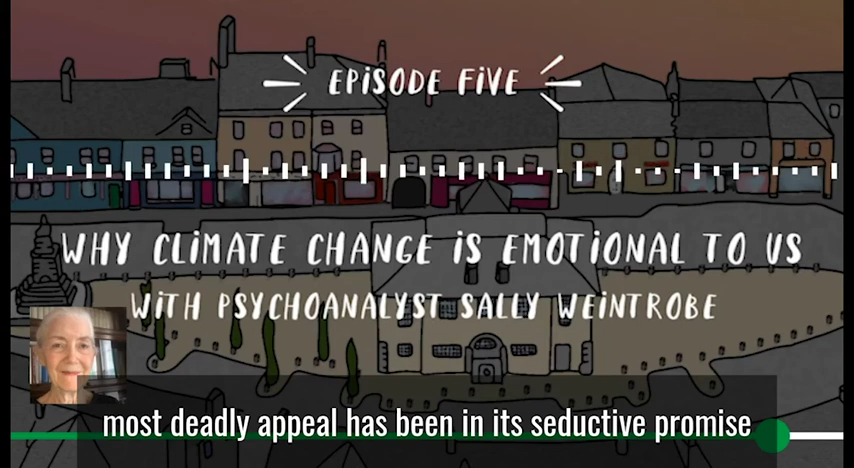 EPISODE FIVE
WHY CLIMATE CHANGE IS EMOTIONAL TO US
WITH PSYCHOANALYST SALLY WEINTROBE
most deadly appeal has been in its seductive promise